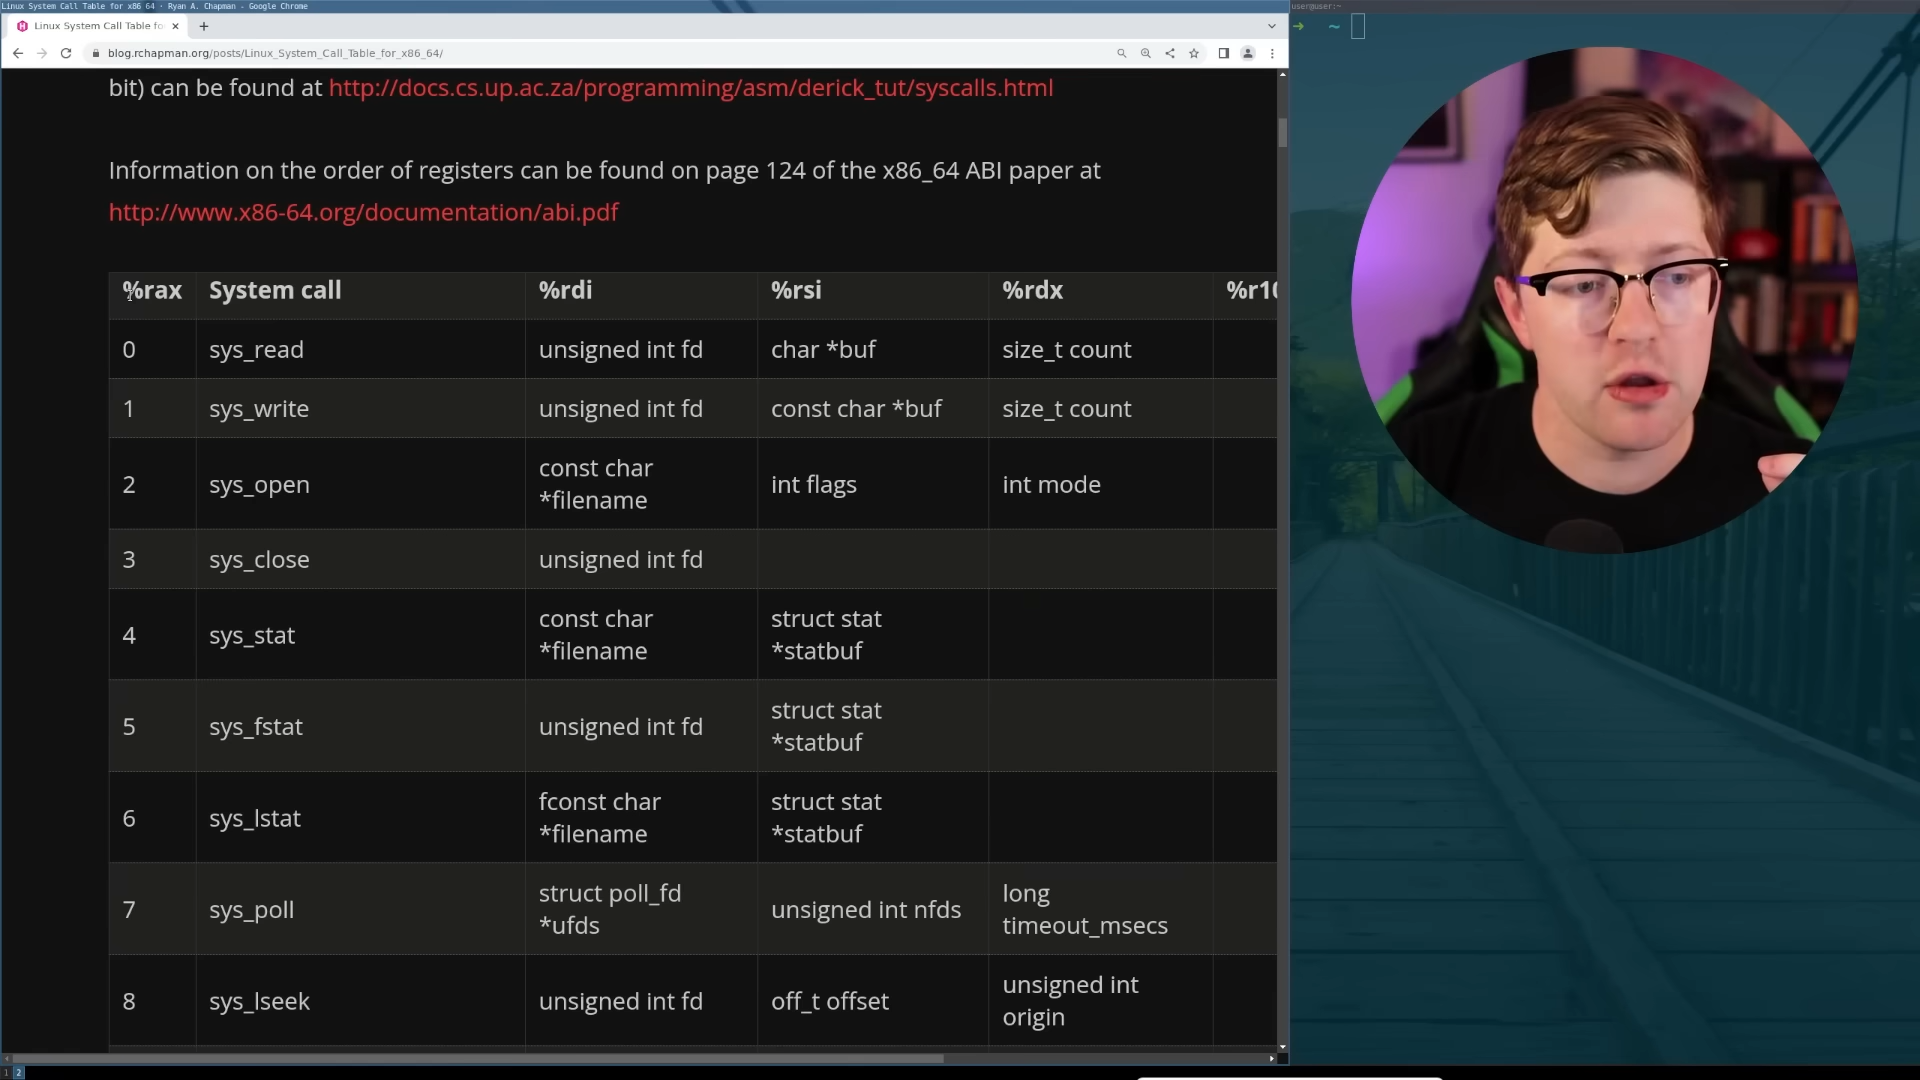 Linux System Call Table for x86 64 · Ryan A. Chapman - Google Chrome
user@user:~
Linux System Call Table fo
blog.rchapman.org/posts/Linux_System_Call_Table_for_x86_64/
→ ~
bit) can be found at http://docs.cs.up.ac.za/programming/asm/derick_tut/syscalls.html
Information on the order of registers can be found on page 124 of the x86_64 ABI paper at
http://www.x86-64.org/documentation/abi.pdf
%rax System call %rdi %rsi %rdx %r10
0 sys_read unsigned int fd char *buf size_t count
1 sys_write unsigned int fd const char *buf size_t count
2 sys_open const char *filename int flags int mode
3 sys_close unsigned int fd
4 sys_stat const char *filename struct stat *statbuf
5 sys_fstat unsigned int fd struct stat *statbuf
6 sys_lstat fconst char *filename struct stat *statbuf
7 sys_poll struct poll_fd *ufds unsigned int nfds long timeout_msecs
8 sys_lseek unsigned int fd off_t offset unsigned int origin
1 2